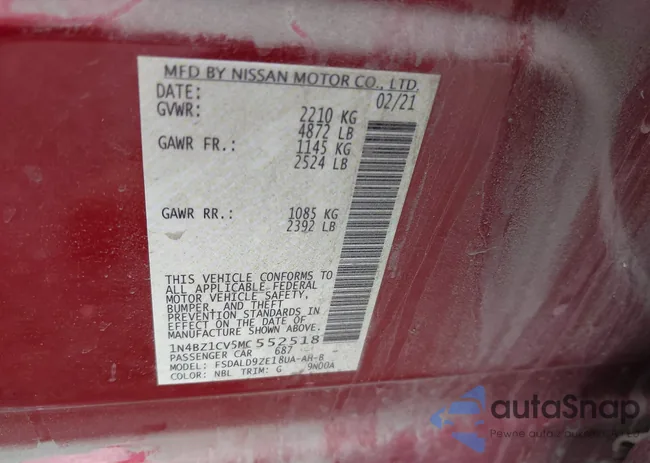 MFD BY NISSAN MOTOR CO., LTD.
DATE: 02/21
GVWR: 2210 KG
4872 LB
GAWR FR.: 1145 KG
2524 LB
GAWR RR.: 1085 KG
2392 LB
THIS VEHICLE CONFORMS TO
ALL APPLICABLE FEDERAL
MOTOR VEHICLE SAFETY,
BUMPER, AND THEFT
PREVENTION STANDARDS IN
EFFECT ON THE DATE OF
MANUFACTURE SHOWN ABOVE.
1N4BZ1CV5MC552518
PASSENGER CAR 687
MODEL: FSDALD9ZE18UA-AH-B
COLOR: NBL TRIM: G 9N00A
autoSnap
Pewne auto z